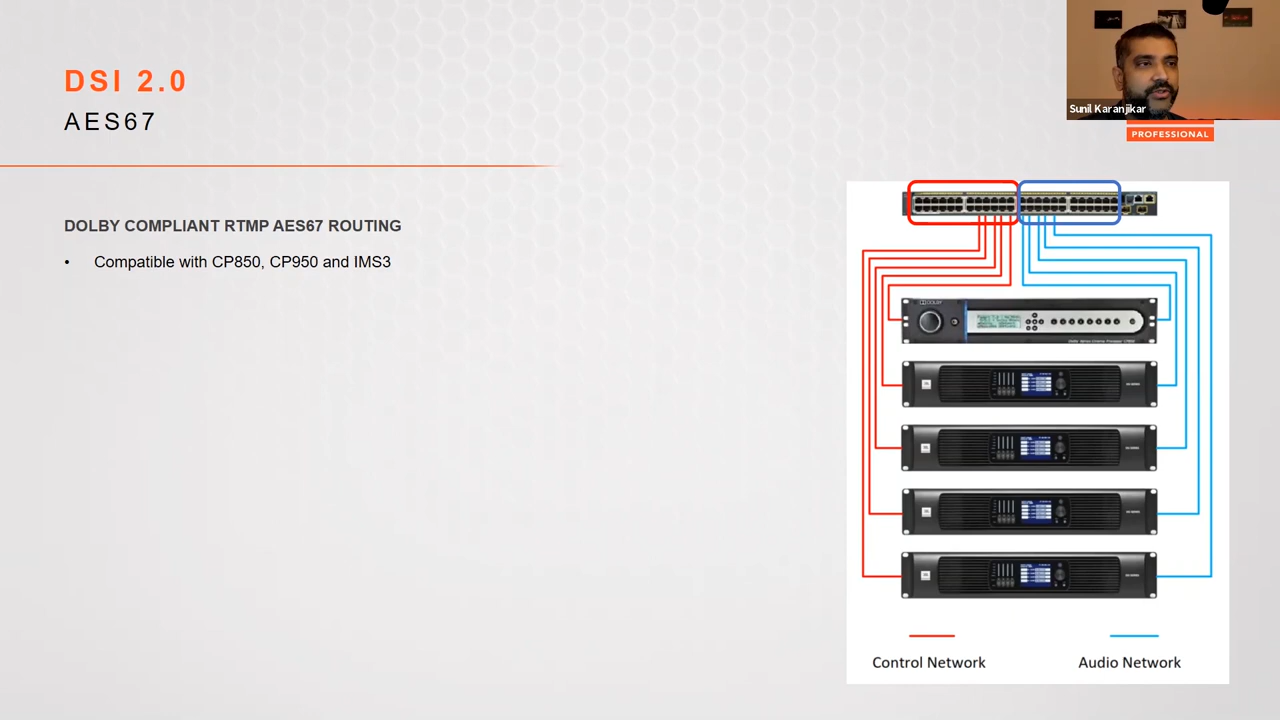 DSI 2.0
AES67
Sunil Karanjikar
PROFESSIONAL
DOLBY COMPLIANT RTMP AES67 ROUTING
• Compatible with CP850, CP950 and IMS3
DOLBY
Control Network
Audio Network